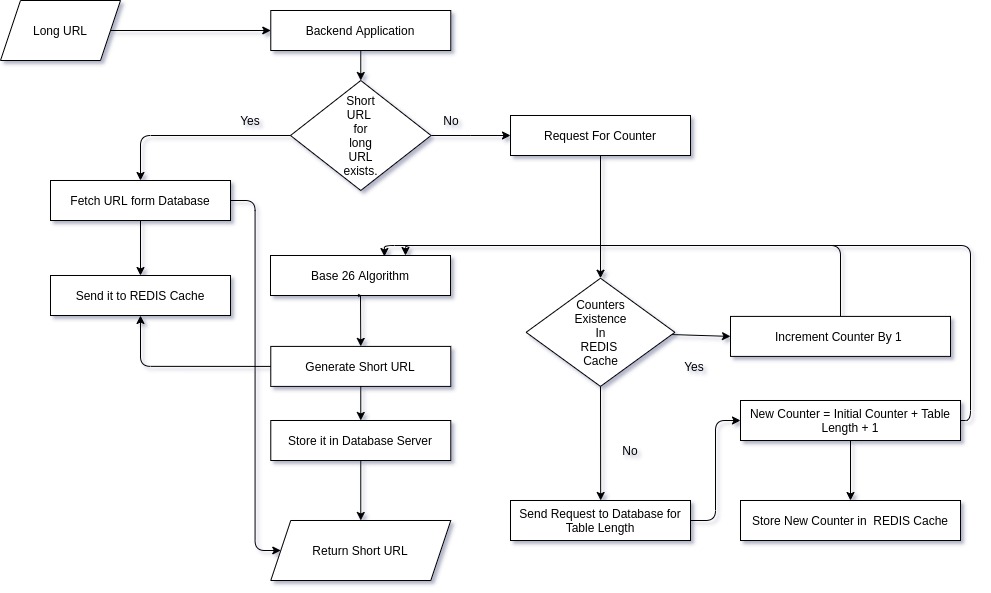 Long URL
Backend Application
Short
URL
for
long
URL
exists.
Yes
No
Request For Counter
Fetch URL form Database
Send it to REDIS Cache
Base 26 Algorithm
Generate Short URL
Store it in Database Server
Return Short URL
Counters
Existence
In
REDIS
Cache
Yes
Increment Counter By 1
No
New Counter = Initial Counter + Table
Length + 1
Send Request to Database for
Table Length
Store New Counter in REDIS Cache